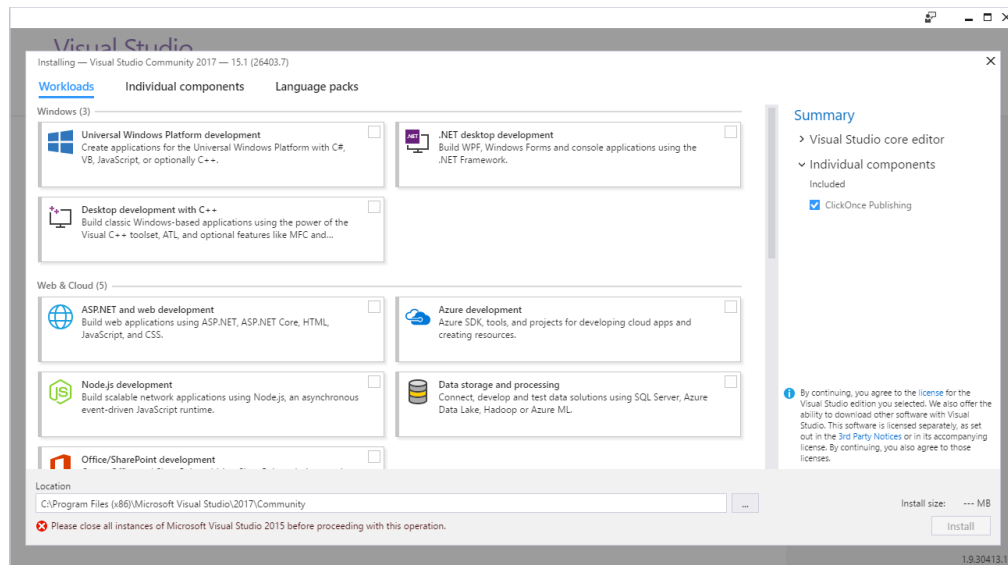 Visual Studio
Installing — Visual Studio Community 2017 — 15.1 (26403.7)
Workloads
Individual components
Language packs
Windows (3)
Universal Windows Platform development
Create applications for the Universal Windows Platform with C#,
VB, JavaScript, or optionally C++.
.NET desktop development
Build WPF, Windows Forms and console applications using the
.NET Framework.
Desktop development with C++
Build classic Windows-based applications using the power of the
Visual C++ toolset, ATL, and optional features like MFC and...
Web & Cloud (5)
ASP.NET and web development
Build web applications using ASP.NET, ASP.NET Core, HTML,
JavaScript, and CSS.
Azure development
Azure SDK, tools, and projects for developing cloud apps and
creating resources.
Node.js development
Build scalable network applications using Node.js, an asynchronous
event-driven JavaScript runtime.
Data storage and processing
Connect, develop and test data solutions using SQL Server, Azure
Data Lake, Hadoop or Azure ML.
Office/SharePoint development
Summary
Visual Studio core editor
Individual components
Included
ClickOnce Publishing
By continuing, you agree to the license for the
Visual Studio edition you selected. We also offer the
ability to download other software with Visual
Studio. This software is licensed separately, as set
out in the 3rd Party Notices or in its accompanying
license. By continuing, you also agree to those
licenses.
Location
C:\Program Files (x86)\Microsoft Visual Studio\2017\Community
...
Install size: --- MB
Please close all instances of Microsoft Visual Studio 2015 before proceeding with this operation.
Install
1.9.30413.1